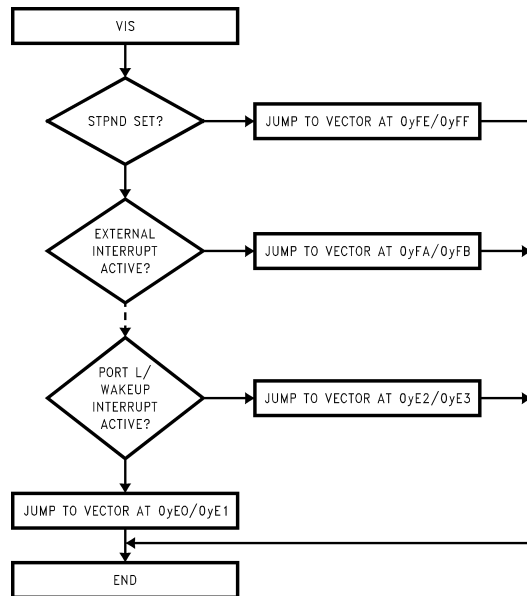 VIS
STPND SET?
JUMP TO VECTOR AT 0yFE/0yFF
EXTERNAL
INTERRUPT
ACTIVE?
JUMP TO VECTOR AT 0yFA/0yFB
PORT L/
WAKEUP
INTERRUPT
ACTIVE?
JUMP TO VECTOR AT 0yE2/0yE3
JUMP TO VECTOR AT 0yE0/0yE1
END